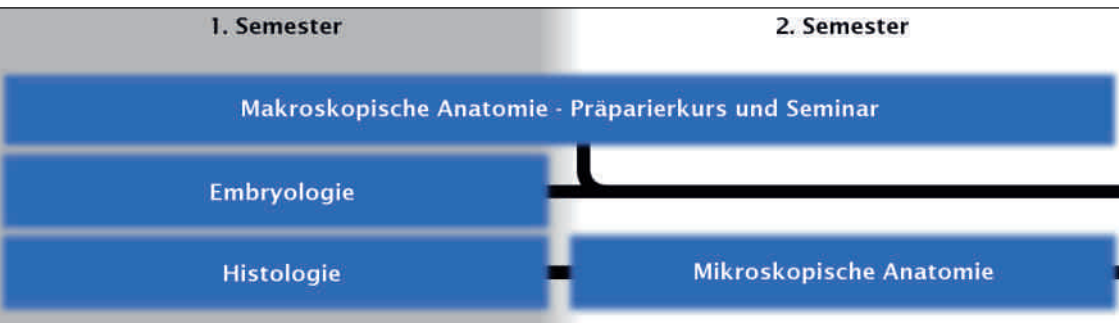 1. Semester
2. Semester
Makroskopische Anatomie - Präparierkurs und Seminar
Embryologie
Histologie
Mikroskopische Anatomie